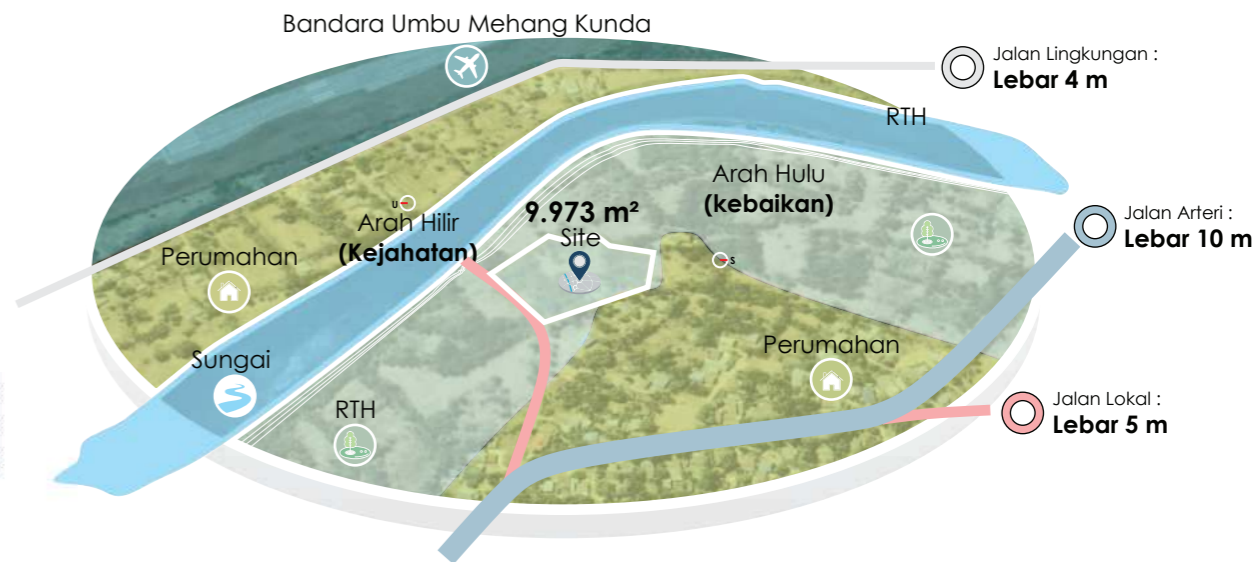 Bandara Umbu Mehang Kunda
Jalan Lingkungan :
Lebar 4 m
RTH
Arah Hulu
(kebaikan)
U
Arah Hilir
(Kejahatan)
9.973 m²
Site
Jalan Arteri :
Lebar 10 m
Perumahan
S
Sungai
Perumahan
RTH
Jalan Lokal :
Lebar 5 m